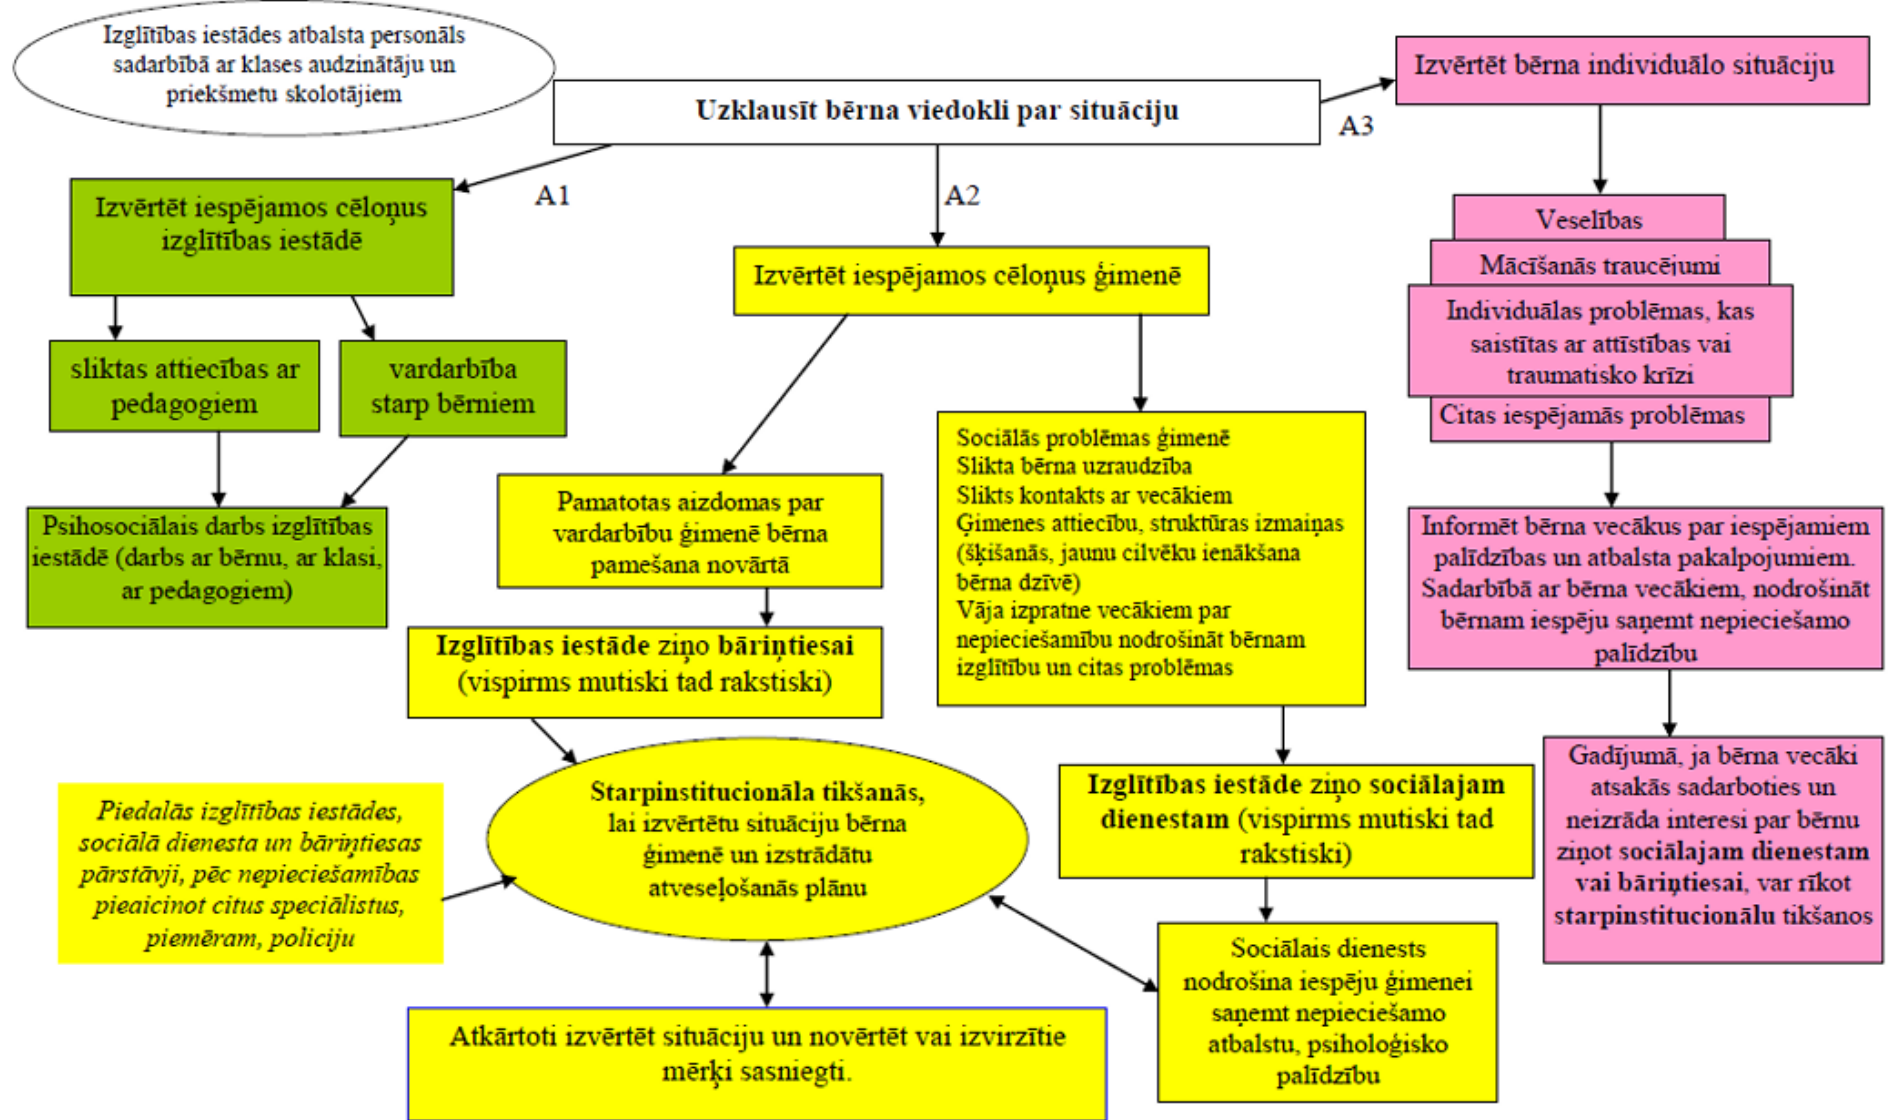 Izglītības iestādes atbalsta personāls
sadarbībā ar klases audzinātāju un
priekšmetu skolotājiem
Uzklausīt bērna viedokli par situāciju
Izvērtēt bērna individuālo situāciju
A3
A1
A2
Izvērtēt iespējamos cēloņus
izglītības iestādē
sliktas attiecības ar
pedagogiem
vardarbība
starp bērniem
Psihosociālais darbs izglītības
iestādē (darbs ar bērnu, ar klasi,
ar pedagogiem)
Izvērtēt iespējamos cēloņus ģimenē
Pamatotas aizdomas par
vardarbību ģimenē bērna
pamešana novārtā
Izglītības iestāde ziņo bāriņtiesai
(vispirms mutiski tad rakstiski)
Starpinstitucionāla tikšanās,
lai izvērtētu situāciju bērna
ģimenē un izstrādātu
atveseļošanās plānu
Piedalās izglītības iestādes,
sociālā dienesta un bāriņtiesas
pārstāvji, pēc nepieciešamības
pieaicinot citus speciālistus,
piemēram, policiju
Atkārtoti izvērtēt situāciju un novērtēt vai izvirzītie
mērķi sasniegti.
Sociālās problēmas ģimenē
Slikta bērna uzraudzība
Slikts kontakts ar vecākiem
Ģimenes attiecību, struktūras izmaiņas
(šķišanās, jaunu cilvēku ienākšana
bērna dzīvē)
Vāja izpratne vecākiem par
nepieciešamību nodrošināt bērnam
izglītību un citas problēmas
Izglītības iestāde ziņo sociālajam
dienestam (vispirms mutiski tad
rakstiski)
Sociālais dienests
nodrošina iespēju ģimenei
saņemt nepieciešamo
atbalstu, psiholoģisko
palīdzību
Veselības
Mācīšanās traucējumi
Individuālas problēmas, kas
saistītas ar attīstības vai
traumatisko krīzi
Citas iespējamās problēmas
Informēt bērna vecākus par iespējamiem
palīdzības un atbalsta pakalpojumiem.
Sadarbībā ar bērna vecākiem, nodrošināt
bērnam iespēju saņemt nepieciešamo
palīdzību
Gadījumā, ja bērna vecāki
atsakās sadarboties un
neizrāda interesi par bērnu
ziņot sociālajam dienestam
vai bāriņtiesai, var rīkot
starpinstitucionālu tikšanos